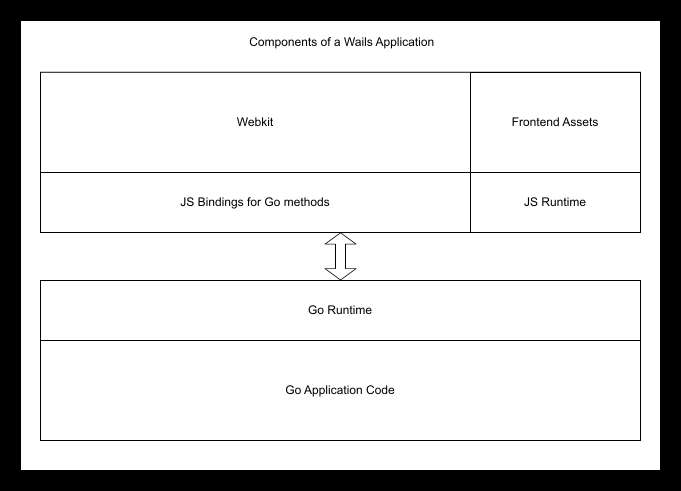 Components of a Wails Application
Webkit
Frontend Assets
JS Bindings for Go methods
JS Runtime
Go Runtime
Go Application Code